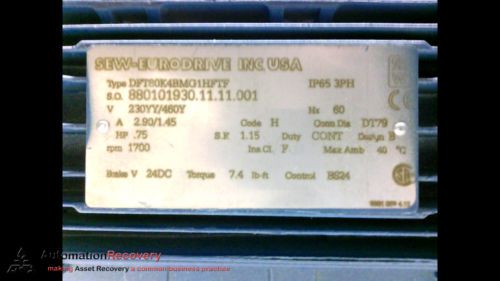 SEW-EURODRIVE INC. USA
Type DFT80K4BMG1HFTF IP65 3PH
S.O. 880101930.11.11.001
V 230YY/460Y Hz 60
A 2.90/1.45 Code H Conn.Dia DT79
HP .75 S.F. 1.15 Duty CONT Design B
rpm 1700 Ins Cl. F Max Amb 40 °C
Brake V 24DC Torque 7.4 lb-ft Control BS24
AutomationRecovery
making Asset Recovery a common business practice